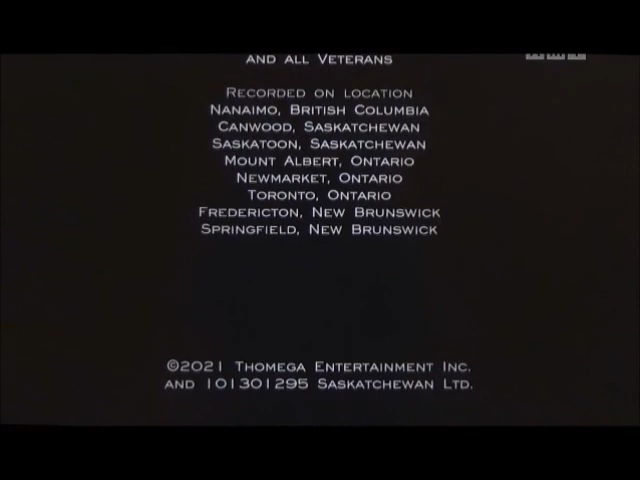 and all Veterans
Recorded on location
Nanaimo, British Columbia
Canwood, Saskatchewan
Saskatoon, Saskatchewan
Mount Albert, Ontario
Newmarket, Ontario
Toronto, Ontario
Fredericton, New Brunswick
Springfield, New Brunswick
©2021 Thomega Entertainment Inc.
and 101301295 Saskatchewan Ltd.